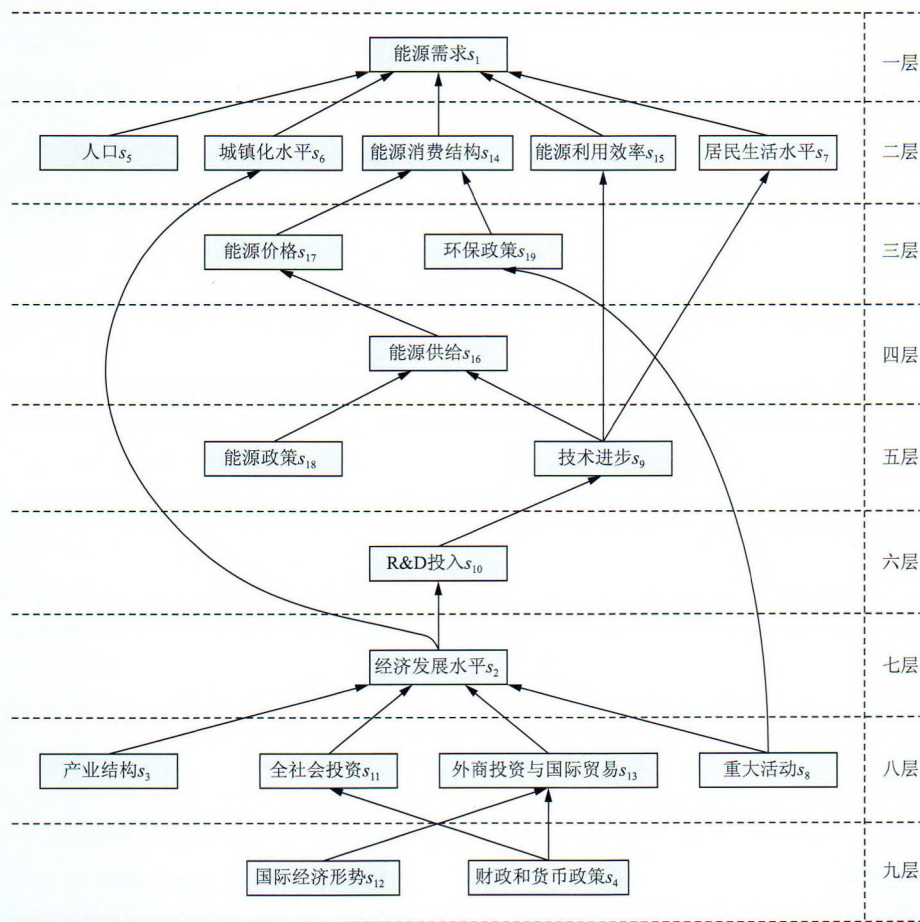 能源需求s1
一层
人口s5
城镇化水平s6
能源消费结构s14
能源利用效率s15
居民生活水平s7
二层
能源价格s17
环保政策s19
三层
能源供给s16
四层
能源政策s18
技术进步s9
五层
R&D投入s10
六层
经济发展水平s2
七层
产业结构s3
全社会投资s11
外商投资与国际贸易s13
重大活动s8
八层
国际经济形势s12
财政和货币政策s4
九层